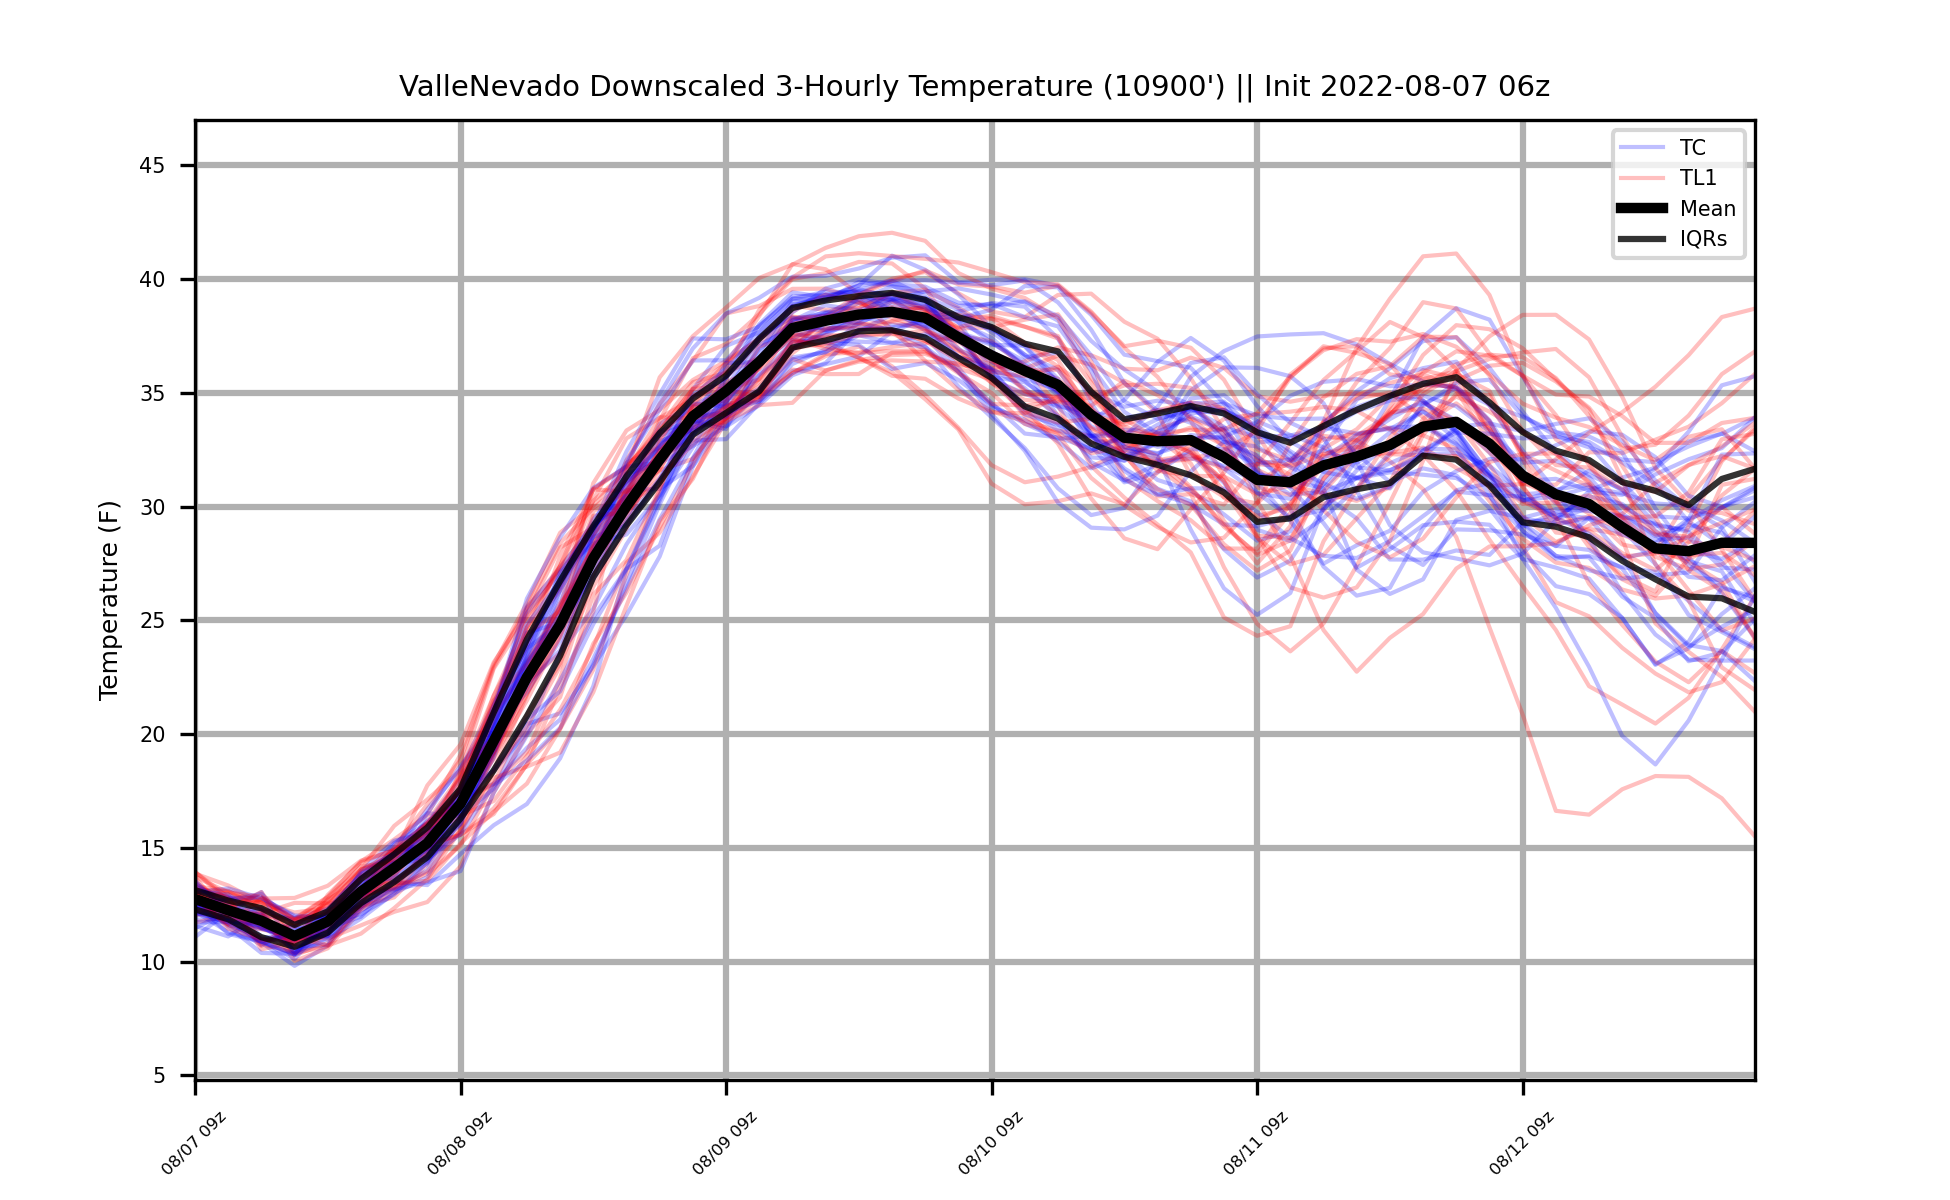 ValleNevado Downscaled 3-Hourly Temperature (10900') || Init 2022-08-07 06z
TC
TL1
Mean
IQRs
Temperature (F)
45
40
35
30
25
20
15
10
5
08/07 09z
08/08 09z
08/09 09z
08/10 09z
08/11 09z
08/12 09z